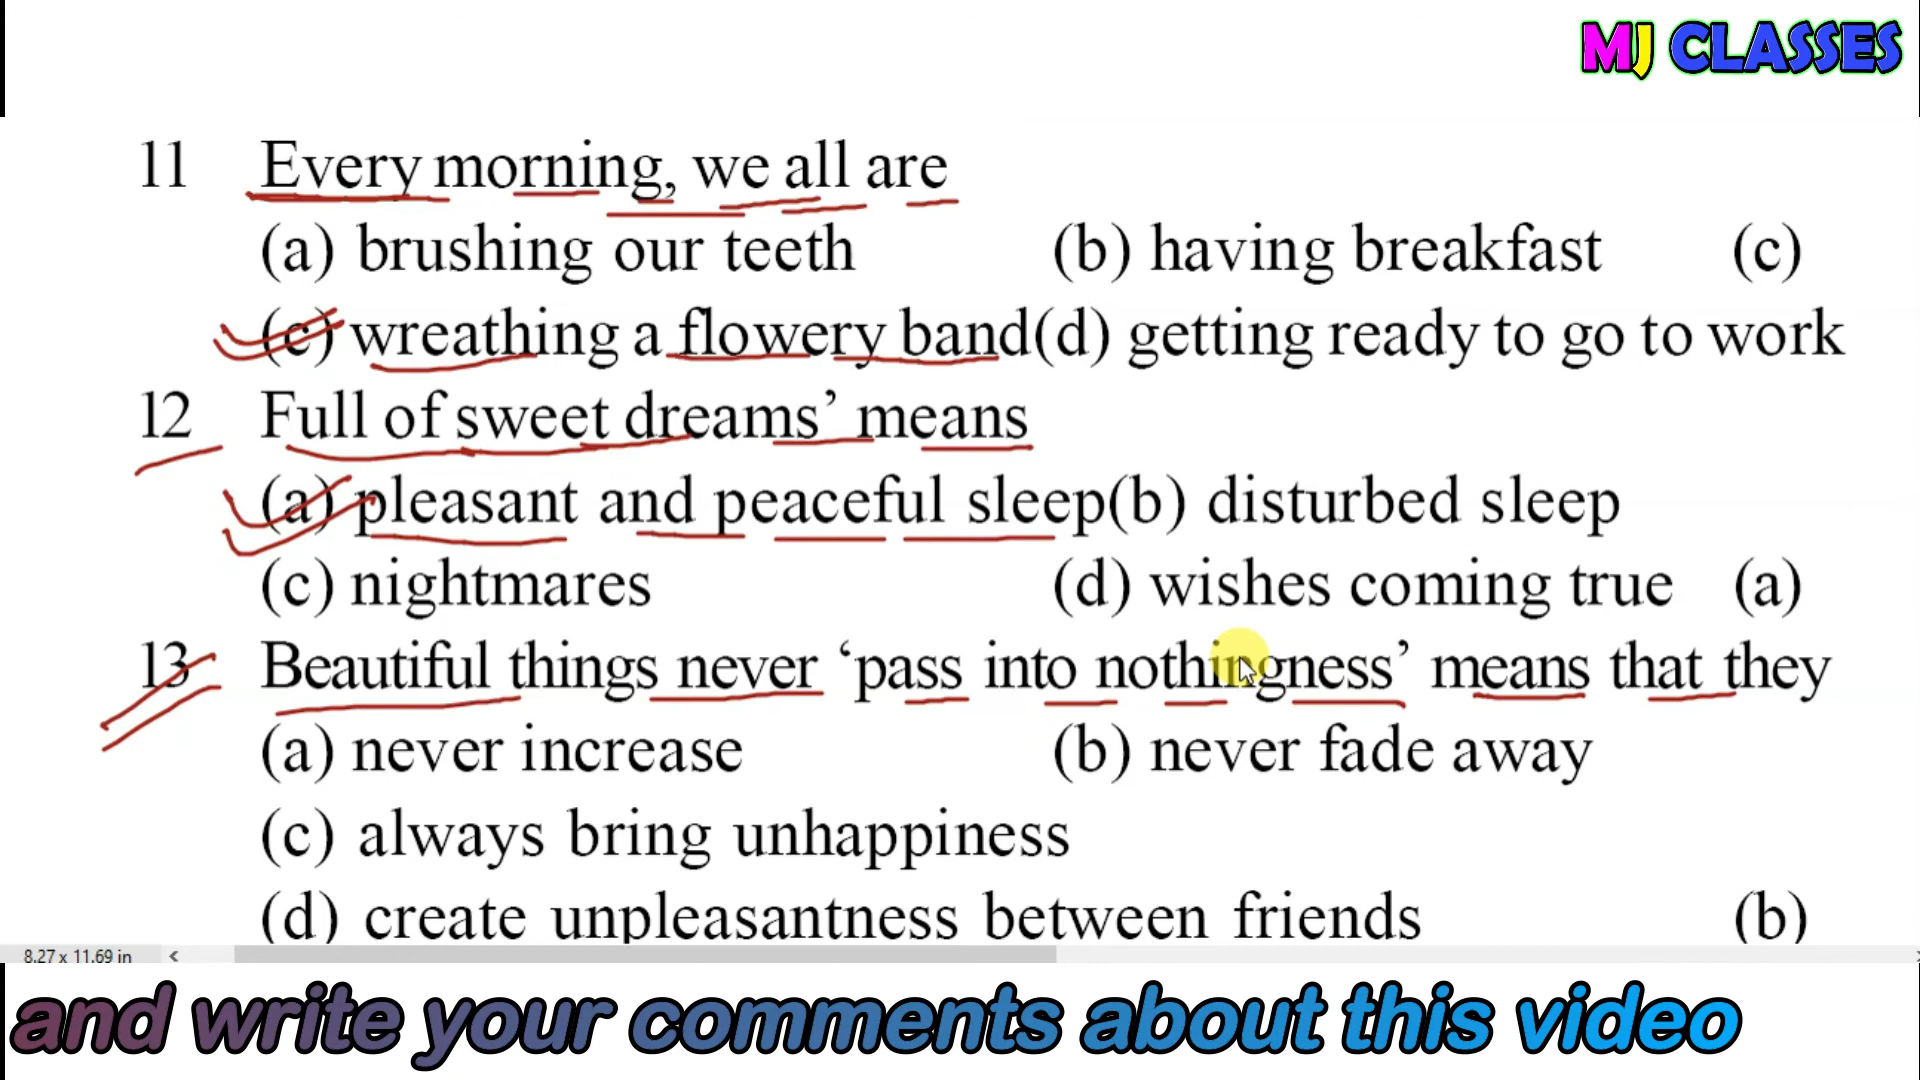 MJ CLASSES
11 Every morning, we all are
(a) brushing our teeth (b) having breakfast (c)
(c) wreathing a flowery band(d) getting ready to go to work
12 Full of sweet dreams’ means
(a) pleasant and peaceful sleep(b) disturbed sleep
(c) nightmares (d) wishes coming true (a)
13 Beautiful things never ‘pass into nothingness’ means that they
(a) never increase (b) never fade away
(c) always bring unhappiness
(d) create unpleasantness between friends (b)
8.27 x 11.69 in
and write your comments about this video